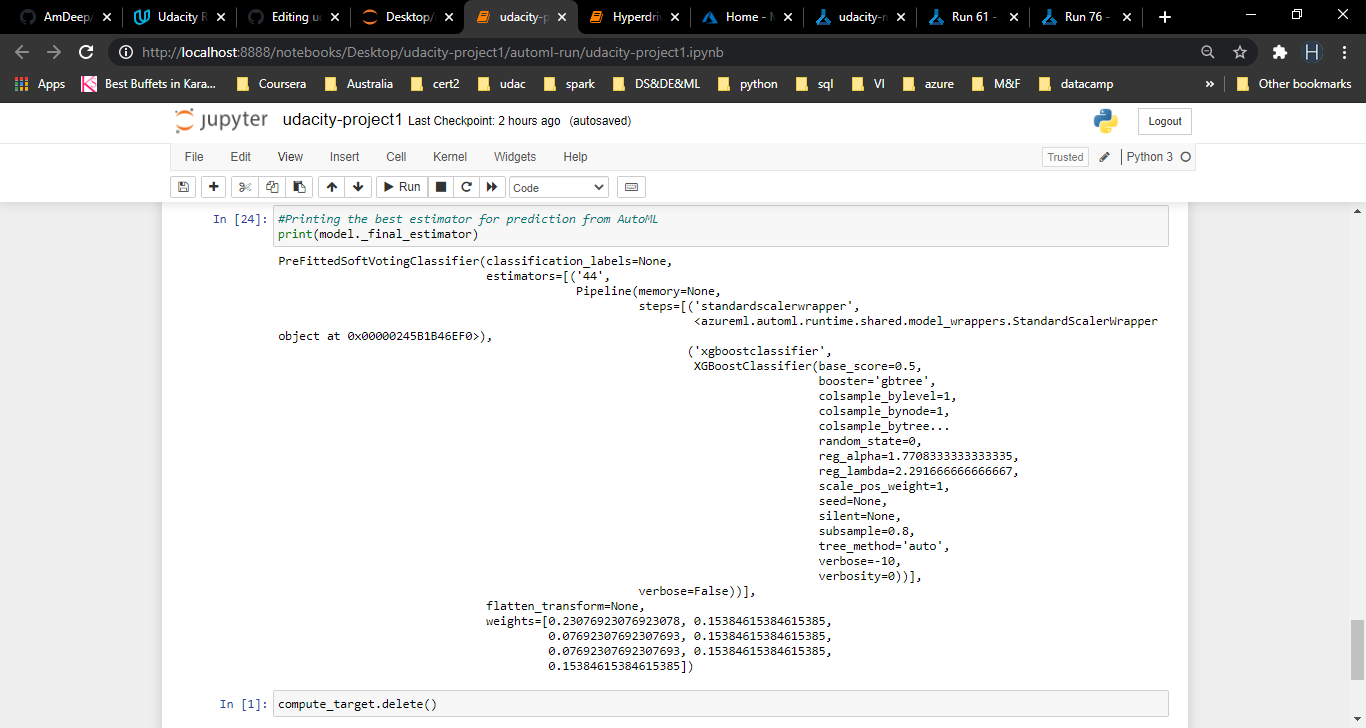 AmDeep/
Udacity R
Editing u
Desktop/
udacity-p
Hyperdriv
Home - 
udacity-n
Run 61 -
Run 76 -
http://localhost:8888/notebooks/Desktop/udacity-project1/automl-run/udacity-project1.ipynb
H
Apps
Best Buffets in Kara...
Coursera
Australia
cert2
udac
spark
DS&DE&ML
python
sql
VI
azure
M&F
datacamp
»
Other bookmarks
jupyter udacity-project1 Last Checkpoint: 2 hours ago (autosaved)
Logout
File Edit View Insert Cell Kernel Widgets Help
Trusted
Python 3
Run
Code
In [24]: #Printing the best estimator for prediction from AutoML
print(model._final_estimator)
PreFittedSoftVotingClassifier(classification_labels=None,
estimators=[('44',
Pipeline(memory=None,
steps=[('standardscalerwrapper',
<azureml.automl.runtime.shared.model_wrappers.StandardScalerWrapper
object at 0x00000245B1B46EF0>),
('xgboostclassifier',
XGBoostClassifier(base_score=0.5,
booster='gbtree',
colsample_bylevel=1,
colsample_bynode=1,
colsample_bytree...
random_state=0,
reg_alpha=1.7708333333333335,
reg_lambda=2.291666666666667,
scale_pos_weight=1,
seed=None,
silent=None,
subsample=0.8,
tree_method='auto',
verbose=-10,
verbosity=0))],
verbose=False))],
flatten_transform=None,
weights=[0.23076923076923078, 0.15384615384615385,
0.07692307692307693, 0.15384615384615385,
0.07692307692307693, 0.15384615384615385,
0.15384615384615385])
In [1]: compute_target.delete()